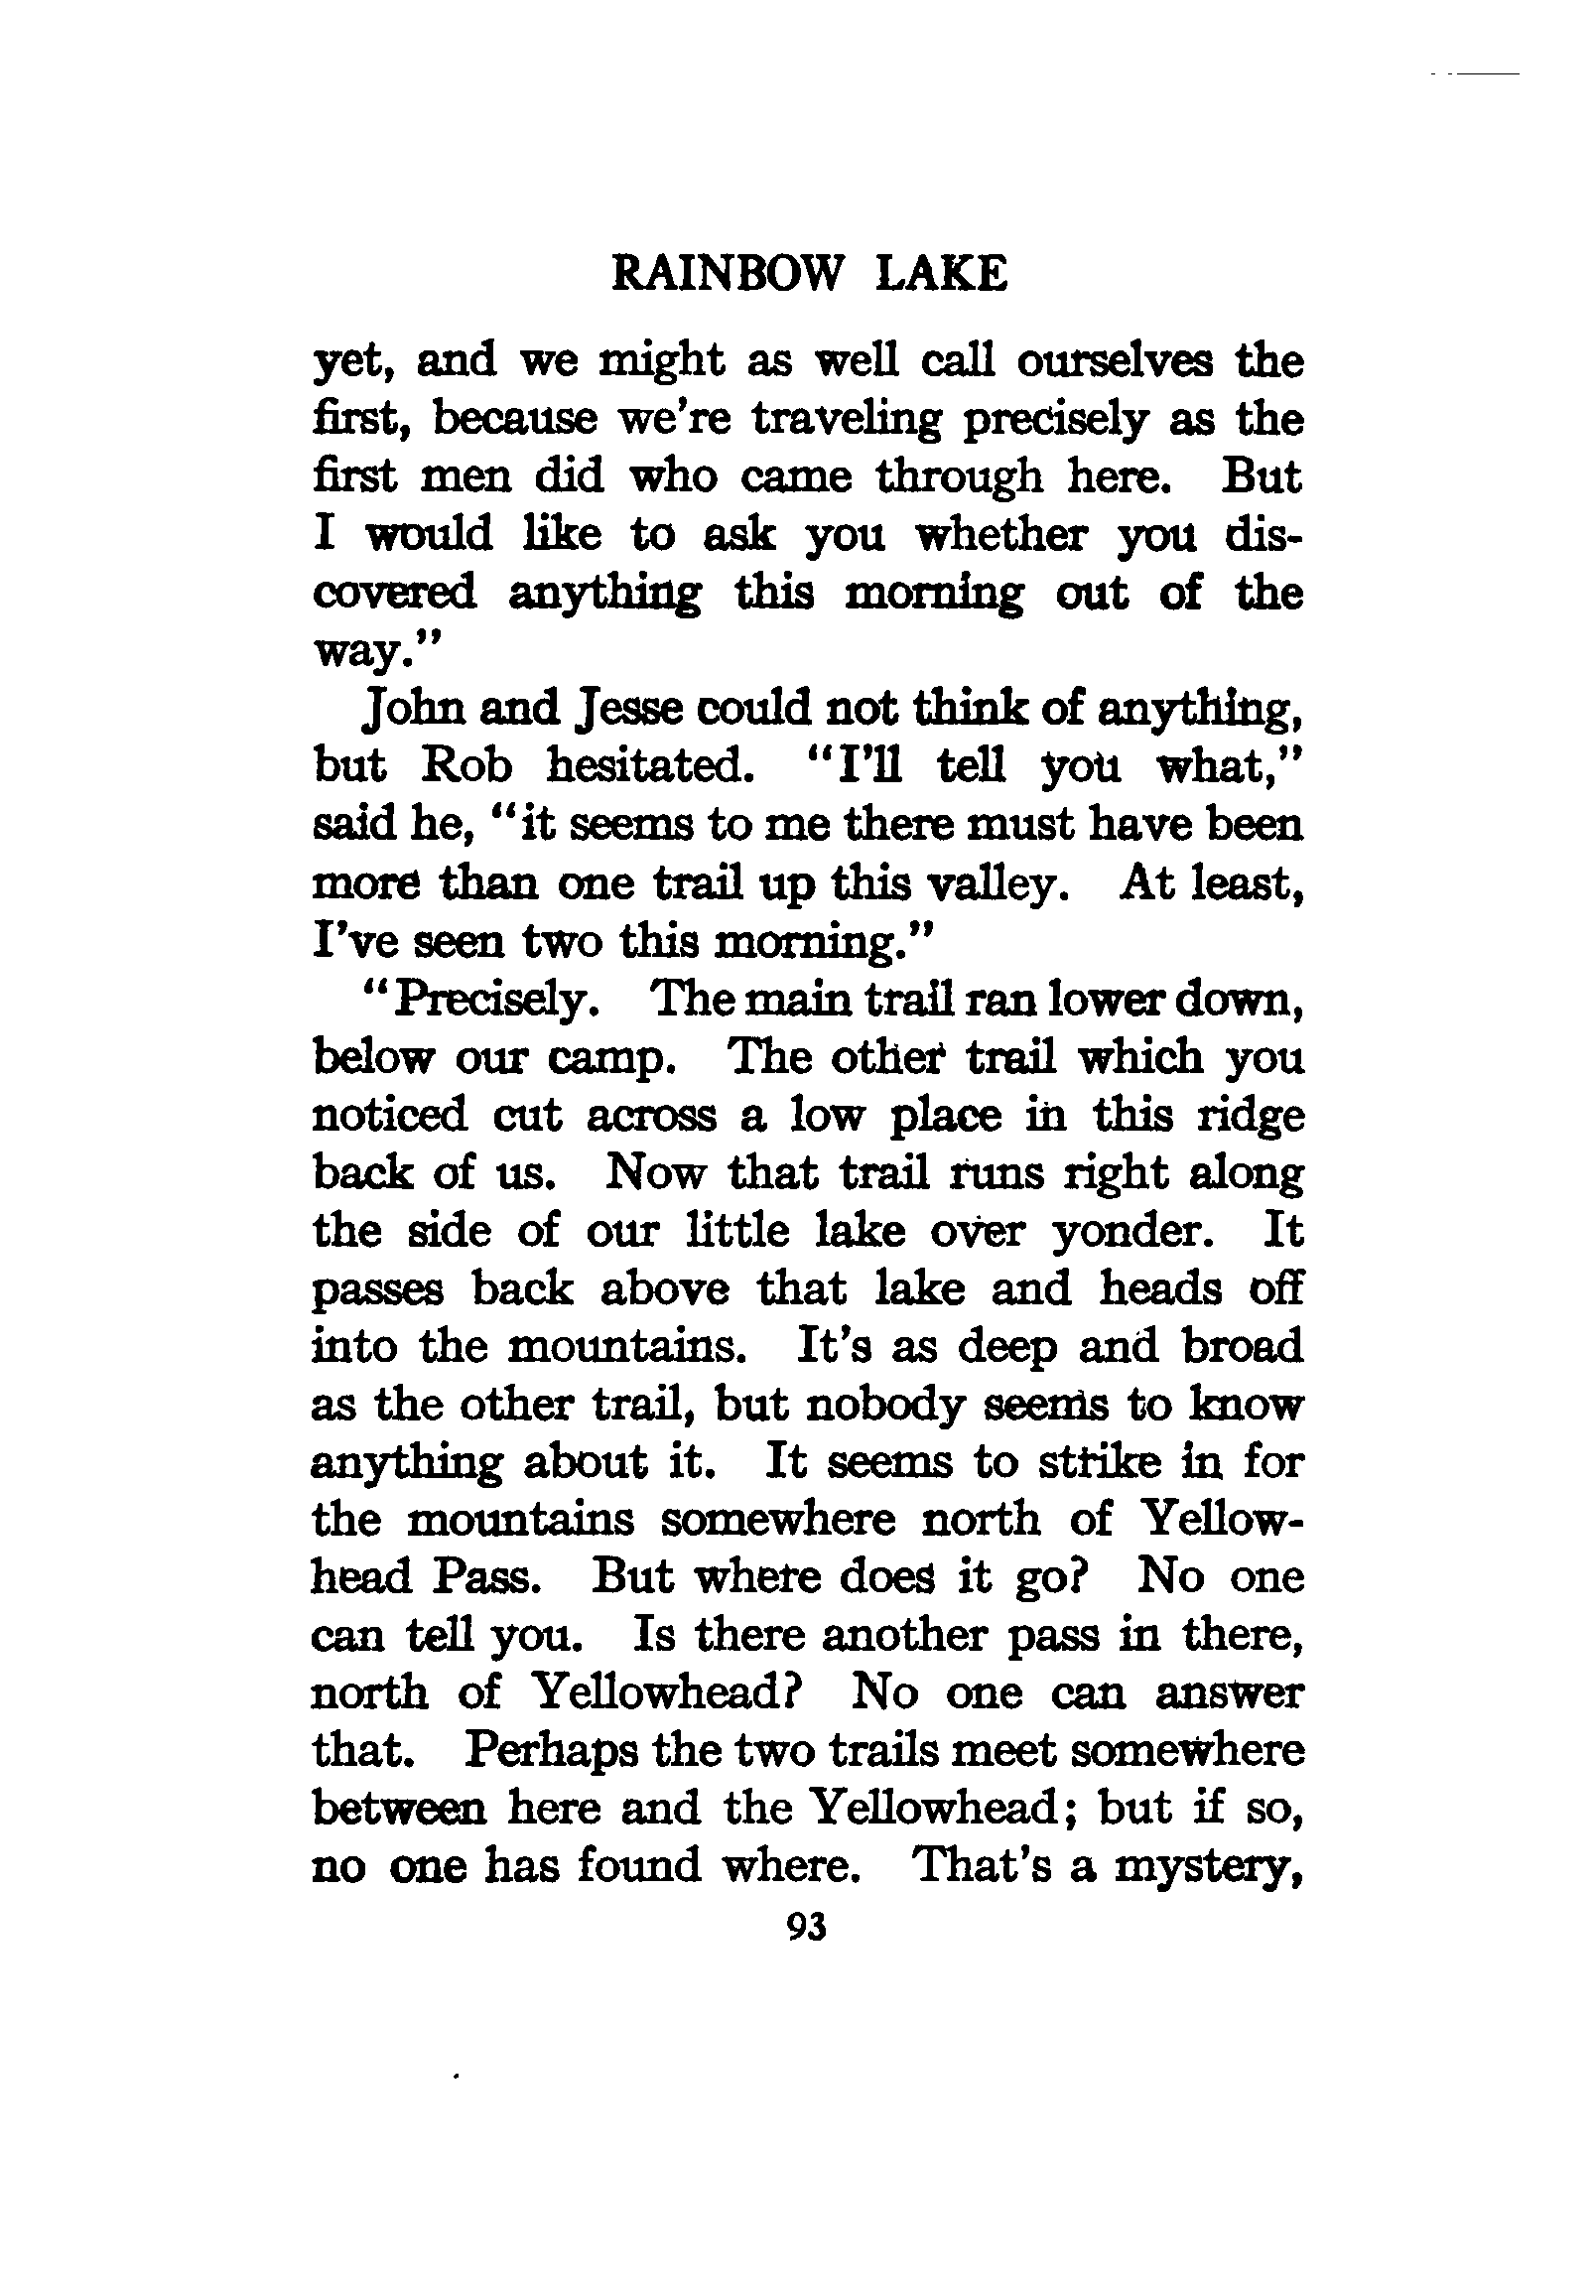 RAINBOW LAKE
yet, and we might as well call ourselves the
first, because we're traveling precisely as the
first men did who came through here. But
I would like to ask you whether you dis-
covered anything this morning out of the
way."
John and Jesse could not think of anything,
but Rob hesitated. "I'll tell you what,"
said he, "it seems to me there must have been
more than one trail up this valley. At least,
I've seen two this morning."
"Precisely. The main trail ran lower down,
below our camp. The other trail which you
noticed cut across a low place in this ridge
back of us. Now that trail runs right along
the side of our little lake over yonder. It
passes back above that lake and heads off
into the mountains. It's as deep and broad
as the other trail, but nobody seems to know
anything about it. It seems to strike in for
the mountains somewhere north of Yellow-
head Pass. But where does it go? No one
can tell you. Is there another pass in there,
north of Yellowhead? No one can answer
that. Perhaps the two trails meet somewhere
between here and the Yellowhead; but if so,
no one has found where. That's a mystery,
93